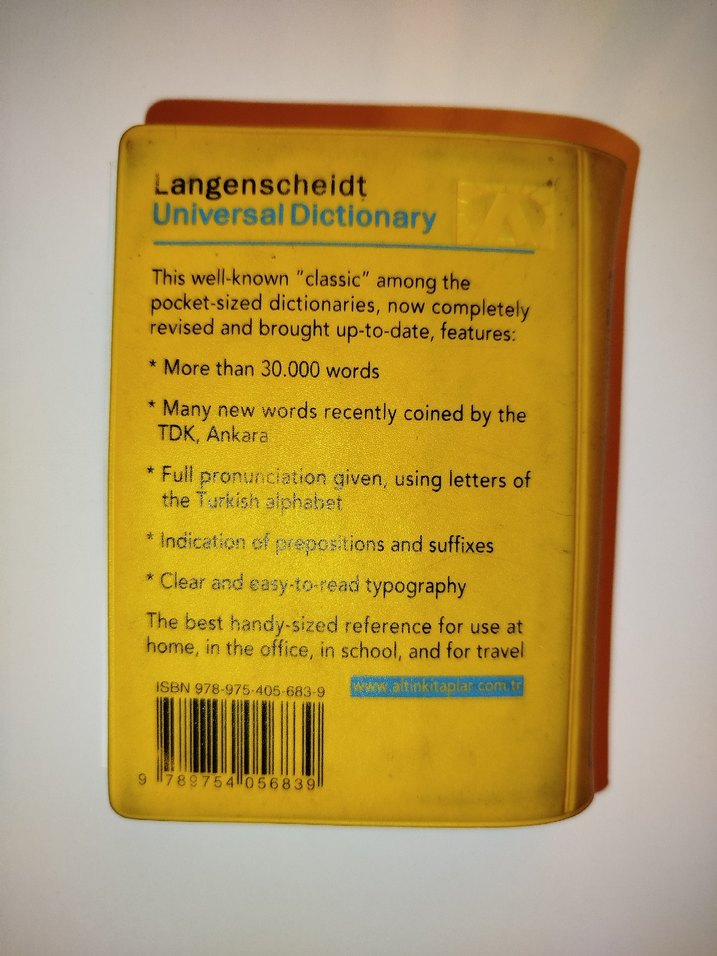 Langenscheidt
Universal Dictionary
This well-known "classic" among the
pocket-sized dictionaries, now completely
revised and brought up-to-date, features:
* More than 30.000 words
* Many new words recently coined by the
TDK, Ankara
* Full pronunciation given, using letters of
the Turkish alphabet
* Indication of prepositions and suffixes
* Clear and easy-to-read typography
The best handy-sized reference for use at
home, in the office, in school, and for travel
www.altinkitaplar.com.tr
ISBN 978-975-405-683-9
9 789754 056839